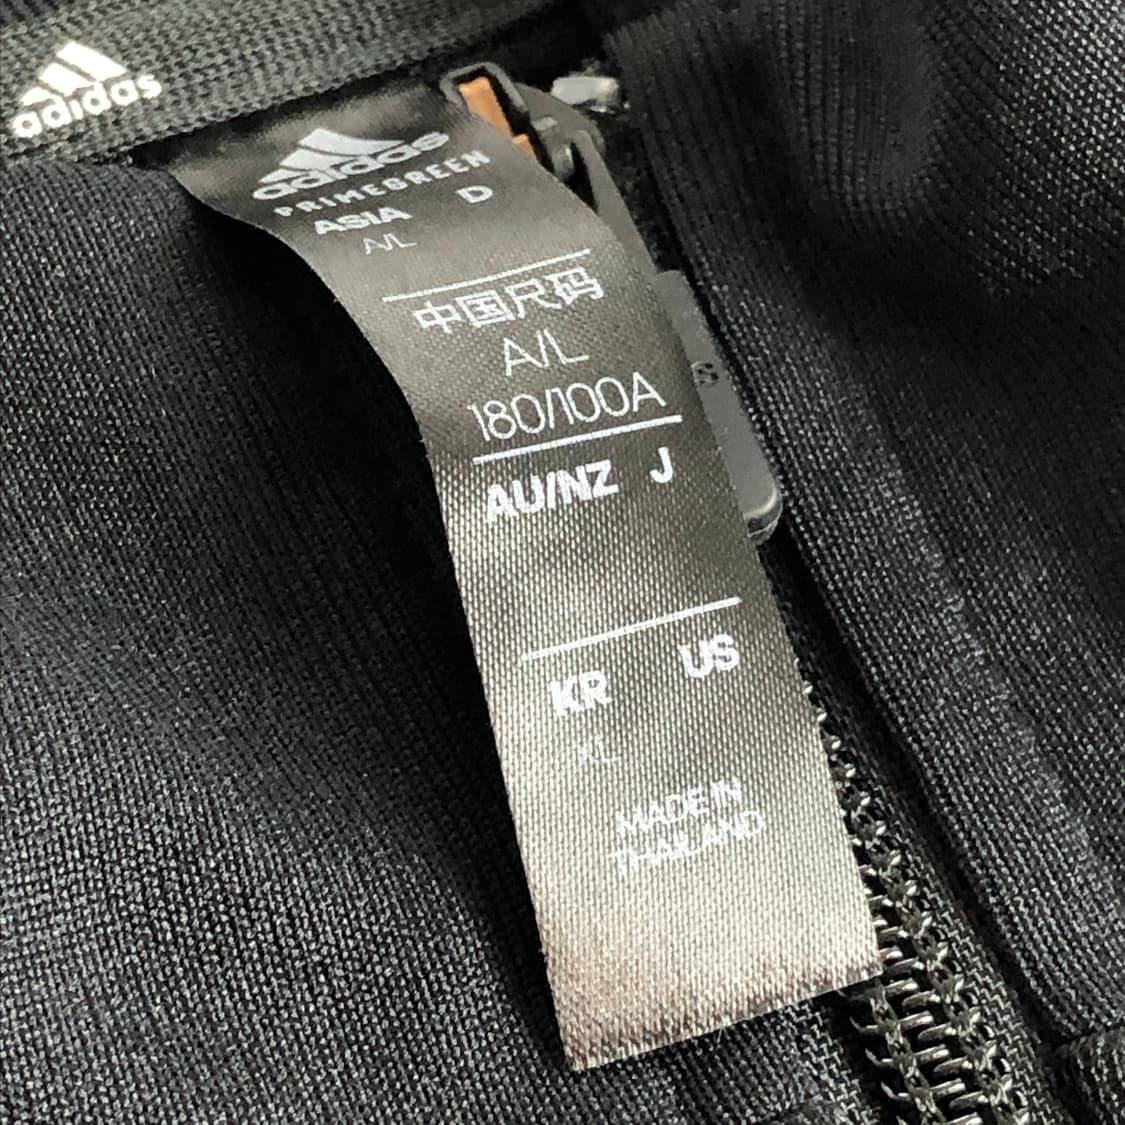 adidas
adidas
PRIMEGREEN
ASIA D
A/L
中国尺码
A/L
180/100A
AU/NZ J
KR US
XL
MADE IN
THAILAND